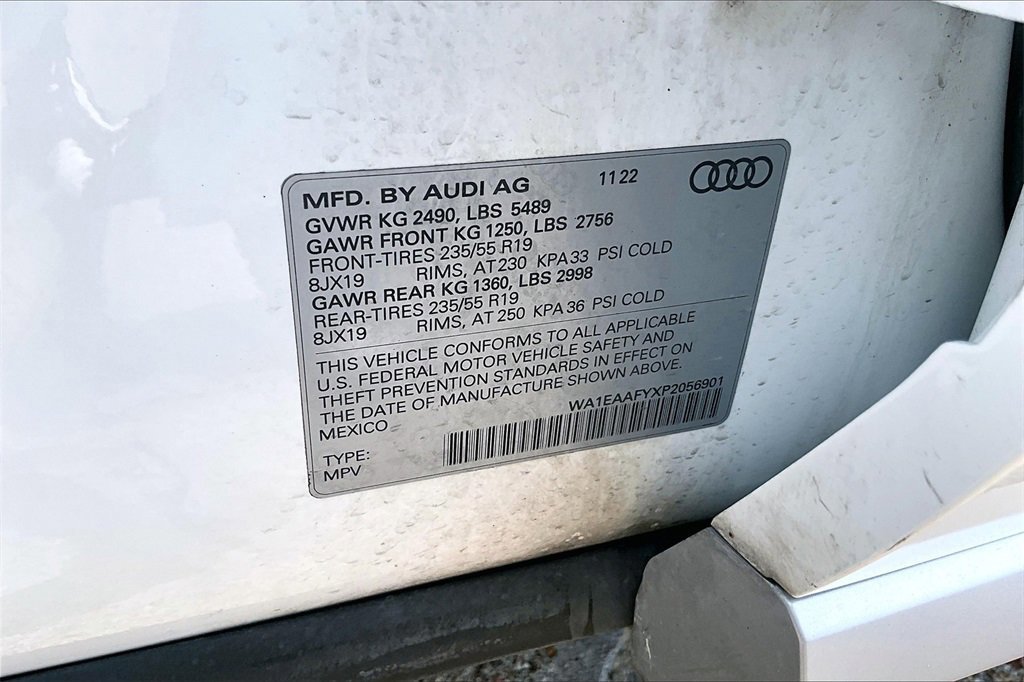 MFD. BY AUDI AG 1122
GVWR KG 2490, LBS 5489
GAWR FRONT KG 1250, LBS 2756
FRONT-TIRES 235/55 R19
8JX19 RIMS, AT 230 KPA 33 PSI COLD
GAWR REAR KG 1360, LBS 2998
REAR-TIRES 235/55 R19
8JX19 RIMS, AT 250 KPA 36 PSI COLD
THIS VEHICLE CONFORMS TO ALL APPLICABLE
U.S. FEDERAL MOTOR VEHICLE SAFETY AND
THEFT PREVENTION STANDARDS IN EFFECT ON
THE DATE OF MANUFACTURE SHOWN ABOVE.
MEXICO WA1EAAFYXP2056901
TYPE:
MPV